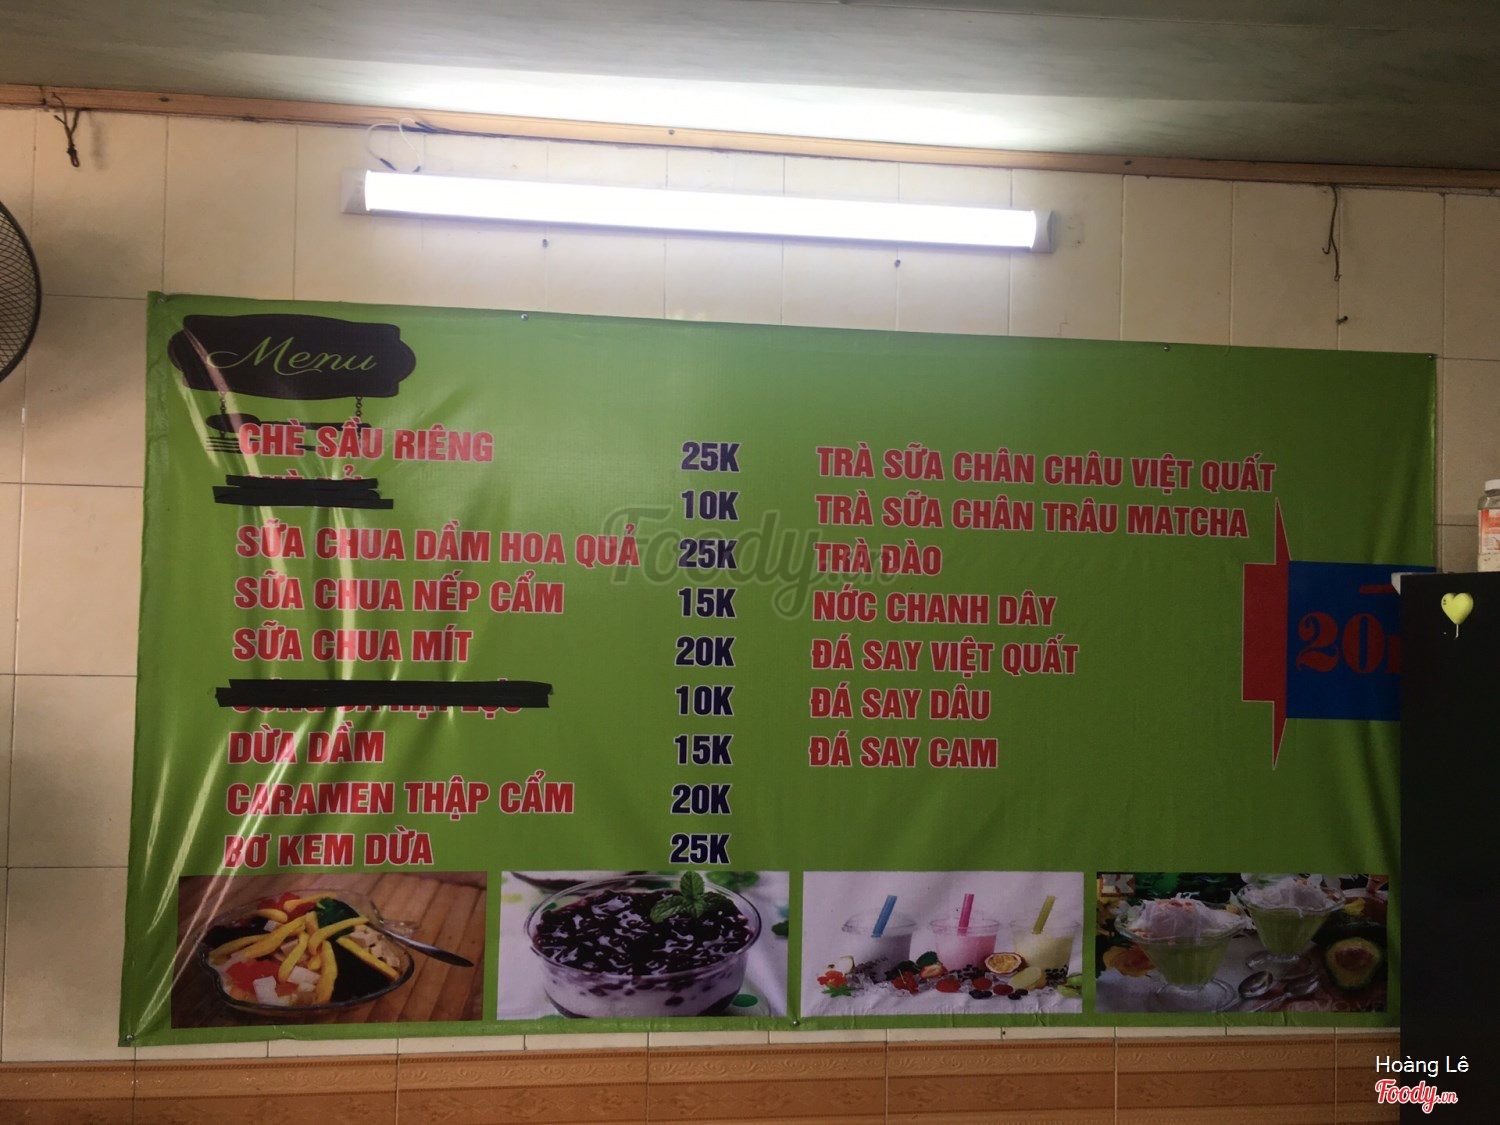 Menu
CHÈ SẦU RIÊNG 25K
10K
SỮA CHUA DẦM HOA QUẢ 25K
SỮA CHUA NẾP CẨM 15K
SỮA CHUA MÍT 20K
10K
DỪA DẦM 15K
CARAMEN THẬP CẨM 20K
BƠ KEM DỪA 25K
TRÀ SỮA CHÂN CHÂU VIỆT QUẤT
TRÀ SỮA CHÂN TRÂU MATCHA
TRÀ ĐÀO
NỚC CHANH DÂY
ĐÁ SAY VIỆT QUẤT
ĐÁ SAY DÂU
ĐÁ SAY CAM
20
Foody.vn
Hoàng Lê
Foody.vn